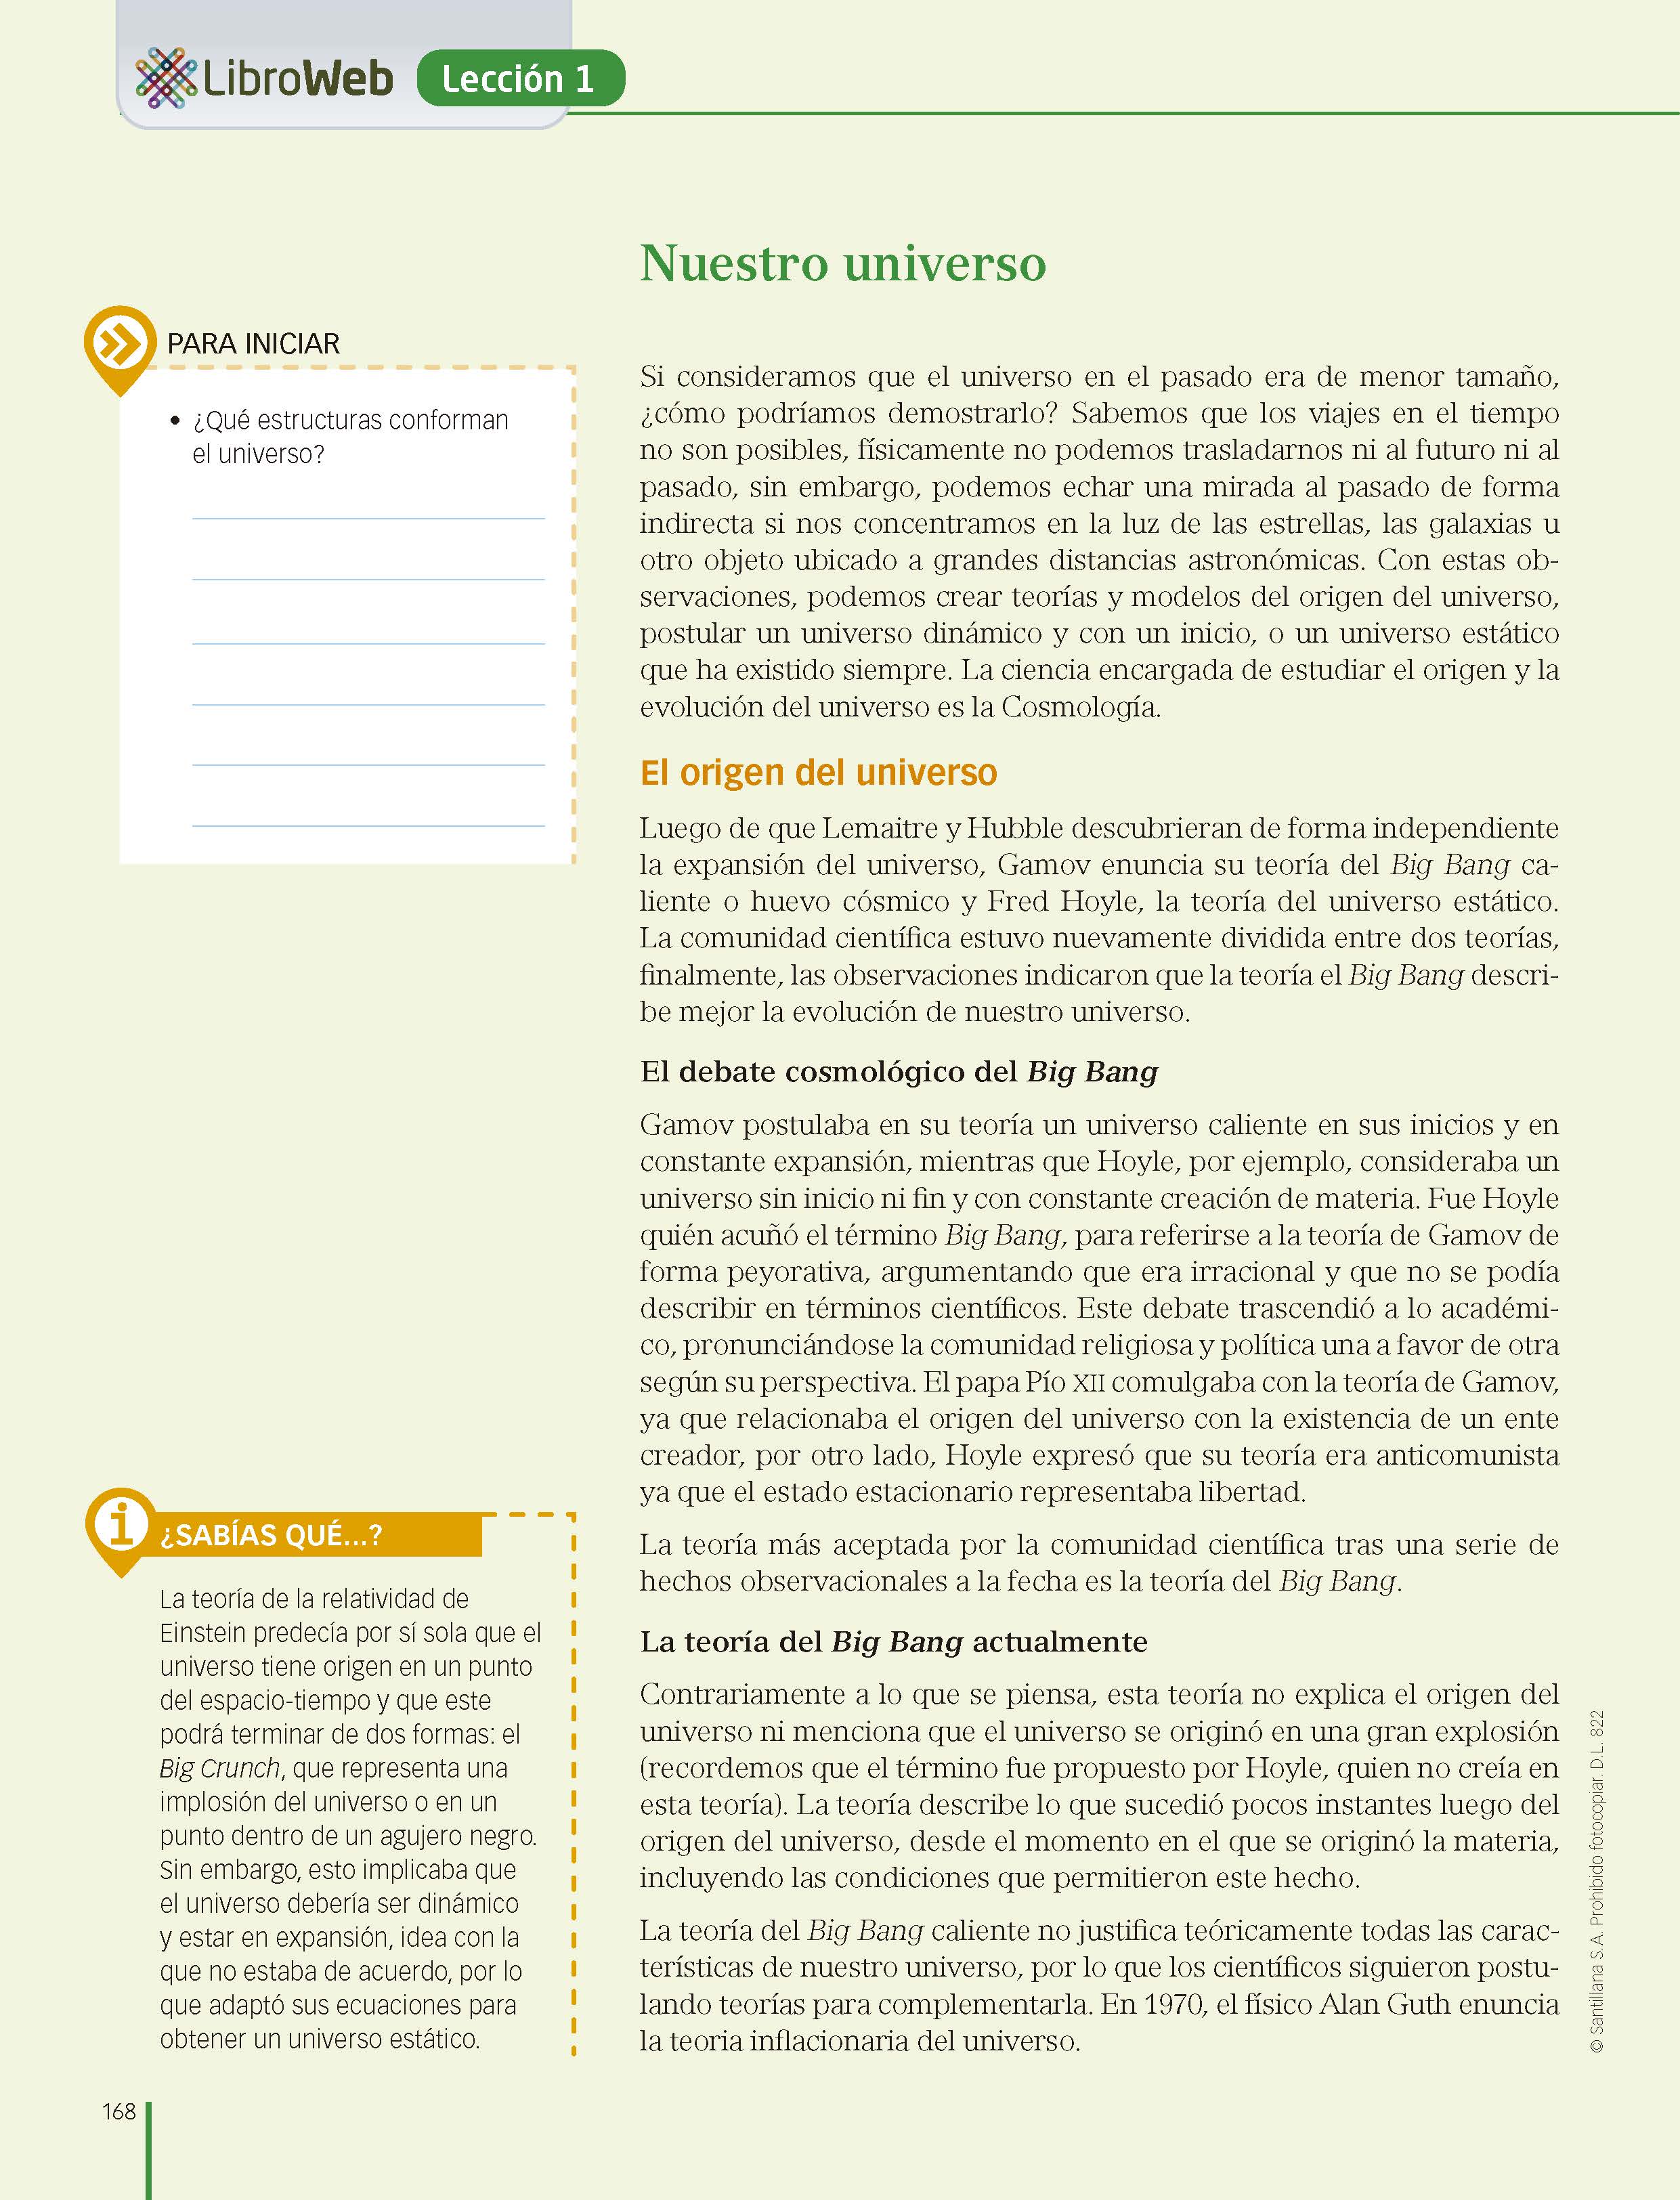 LibroWeb
Lección 1
Nuestro universo
PARA INICIAR
• ¿Qué estructuras conforman
el universo?
Si consideramos que el universo en el pasado era de menor tamaño,
¿cómo podríamos demostrarlo? Sabemos que los viajes en el tiempo
no son posibles, físicamente no podemos trasladarnos ni al futuro ni al
pasado, sin embargo, podemos echar una mirada al pasado de forma
indirecta si nos concentramos en la luz de las estrellas, las galaxias u
otro objeto ubicado a grandes distancias astronómicas. Con estas ob-
servaciones, podemos crear teorías y modelos del origen del universo,
postular un universo dinámico y con un inicio, o un universo estático
que ha existido siempre. La ciencia encargada de estudiar el origen y la
evolución del universo es la Cosmología.
El origen del universo
Luego de que Lemaitre y Hubble descubrieran de forma independiente
la expansión del universo, Gamov enuncia su teoría del Big Bang ca-
liente o huevo cósmico y Fred Hoyle, la teoría del universo estático.
La comunidad científica estuvo nuevamente dividida entre dos teorías,
finalmente, las observaciones indicaron que la teoría el Big Bang descri-
be mejor la evolución de nuestro universo.
El debate cosmológico del Big Bang
Gamov postulaba en su teoría un universo caliente en sus inicios y en
constante expansión, mientras que Hoyle, por ejemplo, consideraba un
universo sin inicio ni fin y con constante creación de materia. Fue Hoyle
quién acuñó el término Big Bang, para referirse a la teoría de Gamov de
forma peyorativa, argumentando que era irracional y que no se podía
describir en términos científicos. Este debate trascendió a lo académi-
co, pronunciándose la comunidad religiosa y política una a favor de otra
según su perspectiva. El papa Pío XII comulgaba con la teoría de Gamov,
ya que relacionaba el origen del universo con la existencia de un ente
creador, por otro lado, Hoyle expresó que su teoría era anticomunista
ya que el estado estacionario representaba libertad.
La teoría más aceptada por la comunidad científica tras una serie de
hechos observacionales a la fecha es la teoría del Big Bang.
La teoría del Big Bang actualmente
Contrariamente a lo que se piensa, esta teoría no explica el origen del
universo ni menciona que el universo se originó en una gran explosión
(recordemos que el término fue propuesto por Hoyle, quien no creía en
esta teoría). La teoría describe lo que sucedió pocos instantes luego del
origen del universo, desde el momento en el que se originó la materia,
incluyendo las condiciones que permitieron este hecho.
La teoría del Big Bang caliente no justifica teóricamente todas las carac-
terísticas de nuestro universo, por lo que los científicos siguieron postu-
lando teorías para complementarla. En 1970, el físico Alan Guth enuncia
la teoria inflacionaria del universo.
i
¿SABÍAS QUÉ...?
La teoría de la relatividad de
Einstein predecía por sí sola que el
universo tiene origen en un punto
del espacio-tiempo y que este
podrá terminar de dos formas: el
Big Crunch, que representa una
implosión del universo o en un
punto dentro de un agujero negro.
Sin embargo, esto implicaba que
el universo debería ser dinámico
y estar en expansión, idea con la
que no estaba de acuerdo, por lo
que adaptó sus ecuaciones para
obtener un universo estático.
© Santillana S.A. Prohibido fotocopiar. D.L. 822
168